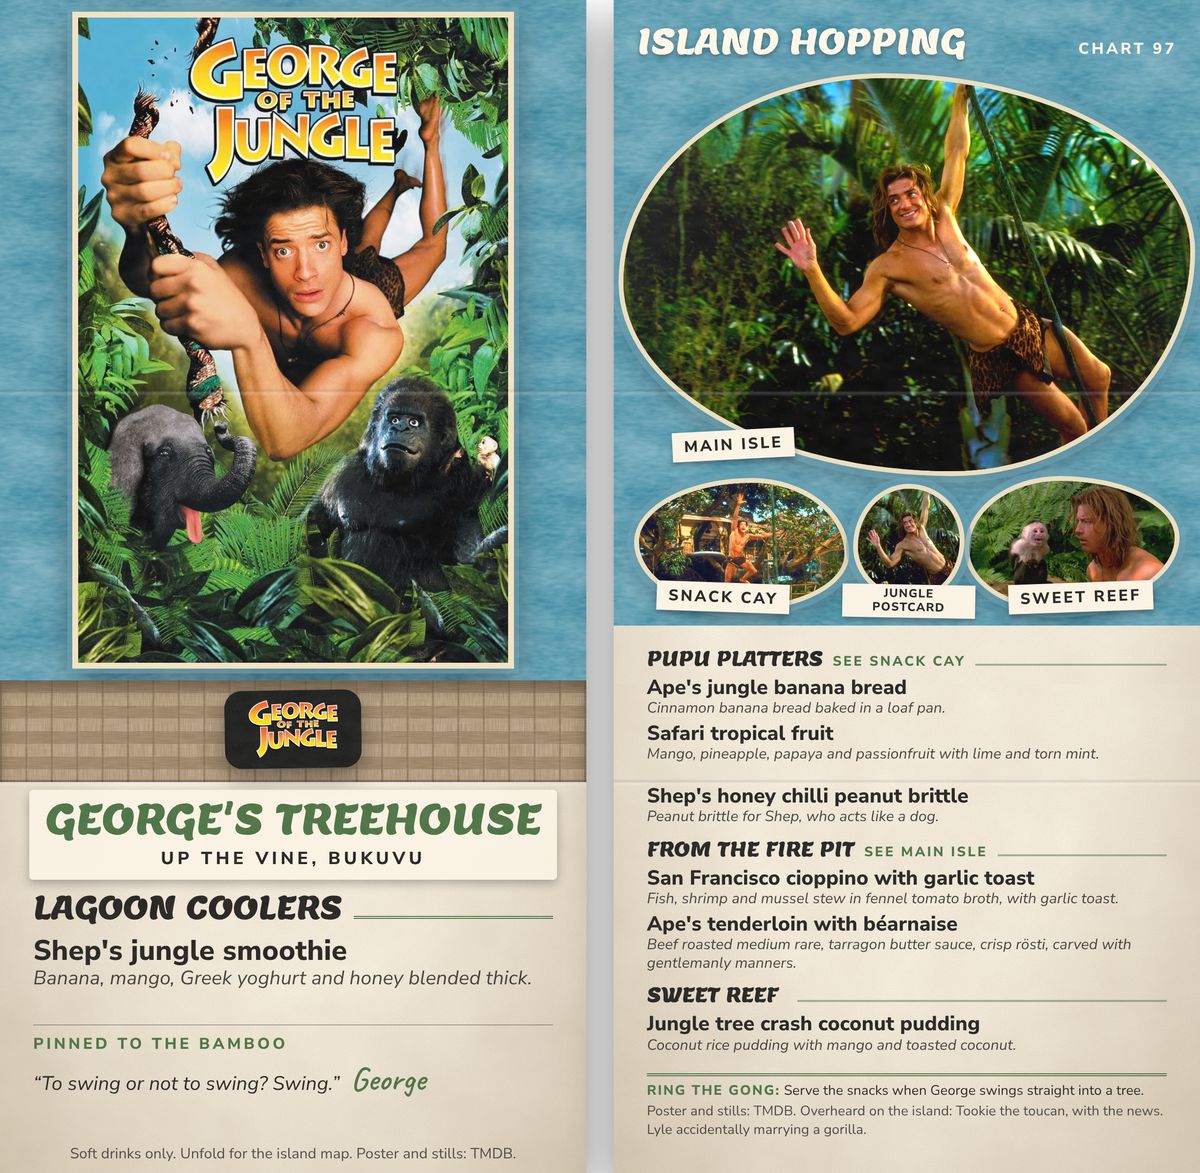 GEORGE
OF THE
JUNGLE
GEORGE
OF THE
JUNGLE
GEORGE'S TREEHOUSE
UP THE VINE, BUKUVU
LAGOON COOLERS
Shep's jungle smoothie
Banana, mango, Greek yoghurt and honey blended thick.
PINNED TO THE BAMBOO
“To swing or not to swing? Swing.” George
Soft drinks only. Unfold for the island map. Poster and stills: TMDB.
ISLAND HOPPING
CHART 97
MAIN ISLE
SNACK CAY
JUNGLE
POSTCARD
SWEET REEF
PUPU PLATTERS SEE SNACK CAY
Ape's jungle banana bread
Cinnamon banana bread baked in a loaf pan.
Safari tropical fruit
Mango, pineapple, papaya and passionfruit with lime and torn mint.
Shep's honey chilli peanut brittle
Peanut brittle for Shep, who acts like a dog.
FROM THE FIRE PIT SEE MAIN ISLE
San Francisco cioppino with garlic toast
Fish, shrimp and mussel stew in fennel tomato broth, with garlic toast.
Ape's tenderloin with béarnaise
Beef roasted medium rare, tarragon butter sauce, crisp rösti, carved with
gentlemanly manners.
SWEET REEF
Jungle tree crash coconut pudding
Coconut rice pudding with mango and toasted coconut.
RING THE GONG: Serve the snacks when George swings straight into a tree.
Poster and stills: TMDB. Overheard on the island: Tookie the toucan, with the news.
Lyle accidentally marrying a gorilla.